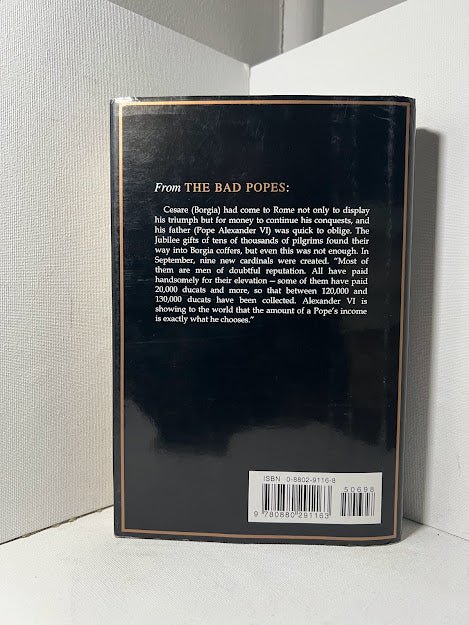 From THE BAD POPES:
Cesare (Borgia) had come to Rome not only to display
his triumph but for money to continue his conquests, and
his father (Pope Alexander VI) was quick to oblige. The
Jubilee gifts of tens of thousands of pilgrims found their
way into Borgia coffers, but even this was not enough. In
September, nine new cardinals were created. "Most of
them are men of doubtful reputation. All have paid
handsomely for their elevation — some of them have paid
20,000 ducats and more, so that between 120,000 and
130,000 ducats have been collected. Alexander VI is
showing to the world that the amount of a Pope's income
is exactly what he chooses."
ISBN 0-8802-9116-8
50698
9 780880 291163